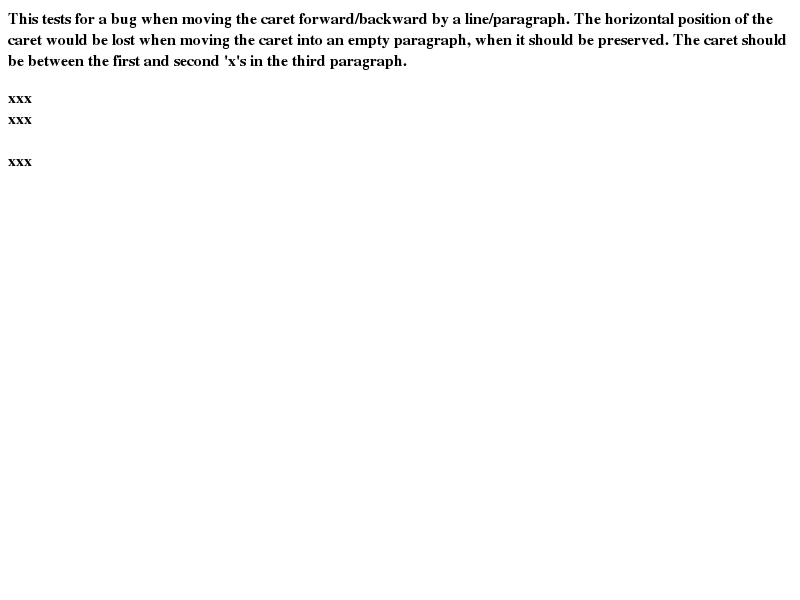 This tests for a bug when moving the caret forward/backward by a line/paragraph. The horizontal position of the
caret would be lost when moving the caret into an empty paragraph, when it should be preserved. The caret should
be between the first and second 'x's in the third paragraph.
xxx
xxx
xxx